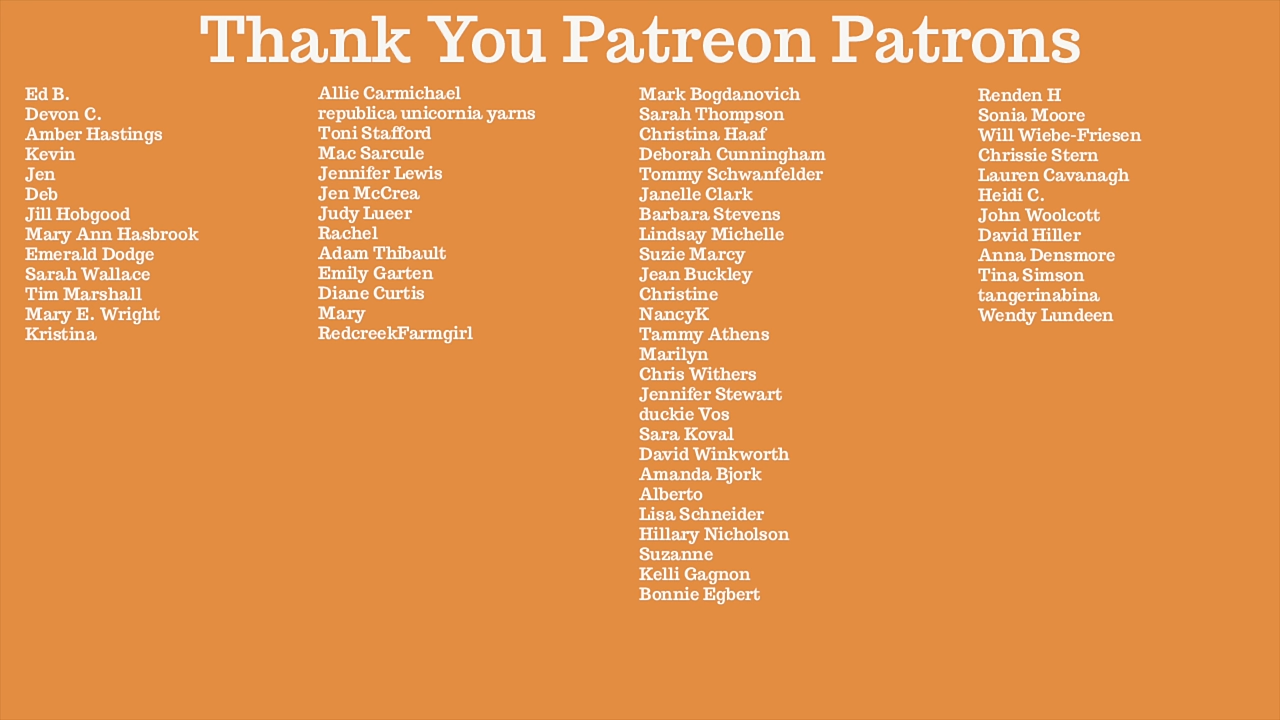 Thank You Patreon Patrons
Ed B.
Devon C.
Amber Hastings
Kevin
Jen
Deb
Jill Hobgood
Mary Ann Hasbrook
Emerald Dodge
Sarah Wallace
Tim Marshall
Mary E. Wright
Kristina
Allie Carmichael
republica unicornia yarns
Toni Stafford
Mac Sarcule
Jennifer Lewis
Jen McCrea
Judy Lueer
Rachel
Adam Thibault
Emily Garten
Diane Curtis
Mary
RedcreekFarmgirl
Mark Bogdanovich
Sarah Thompson
Christina Haaf
Deborah Cunningham
Tommy Schwanfelder
Janelle Clark
Barbara Stevens
Lindsay Michelle
Suzie Marcy
Jean Buckley
Christine
NancyK
Tammy Athens
Marilyn
Chris Withers
Jennifer Stewart
duckie Vos
Sara Koval
David Winkworth
Amanda Bjork
Alberto
Lisa Schneider
Hillary Nicholson
Suzanne
Kelli Gagnon
Bonnie Egbert
Renden H
Sonia Moore
Will Wiebe-Friesen
Chrissie Stern
Lauren Cavanagh
Heidi C.
John Woolcott
David Hiller
Anna Densmore
Tina Simson
tangerinabina
Wendy Lundeen